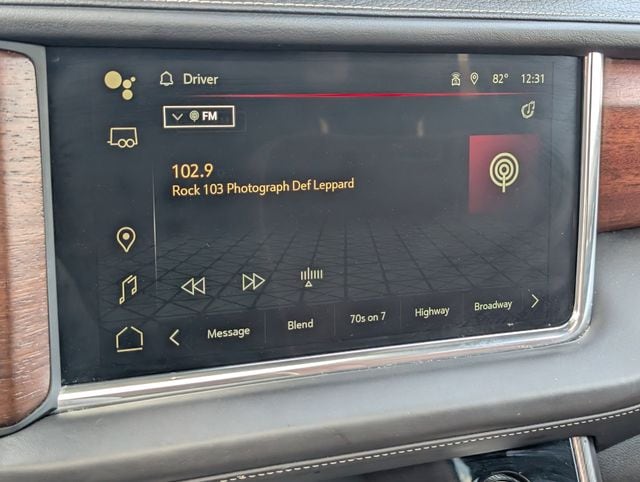 Driver
82° 12:31
FM
102.9
Rock 103 Photograph Def Leppard
Message Blend 70s on 7 Highway Broadway